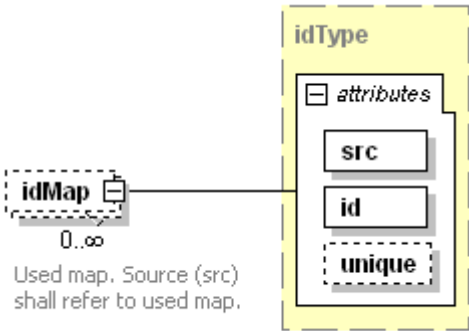 idType
attributes
src
idMap
id
0..∞
unique
Used map. Source (src)
shall refer to used map.